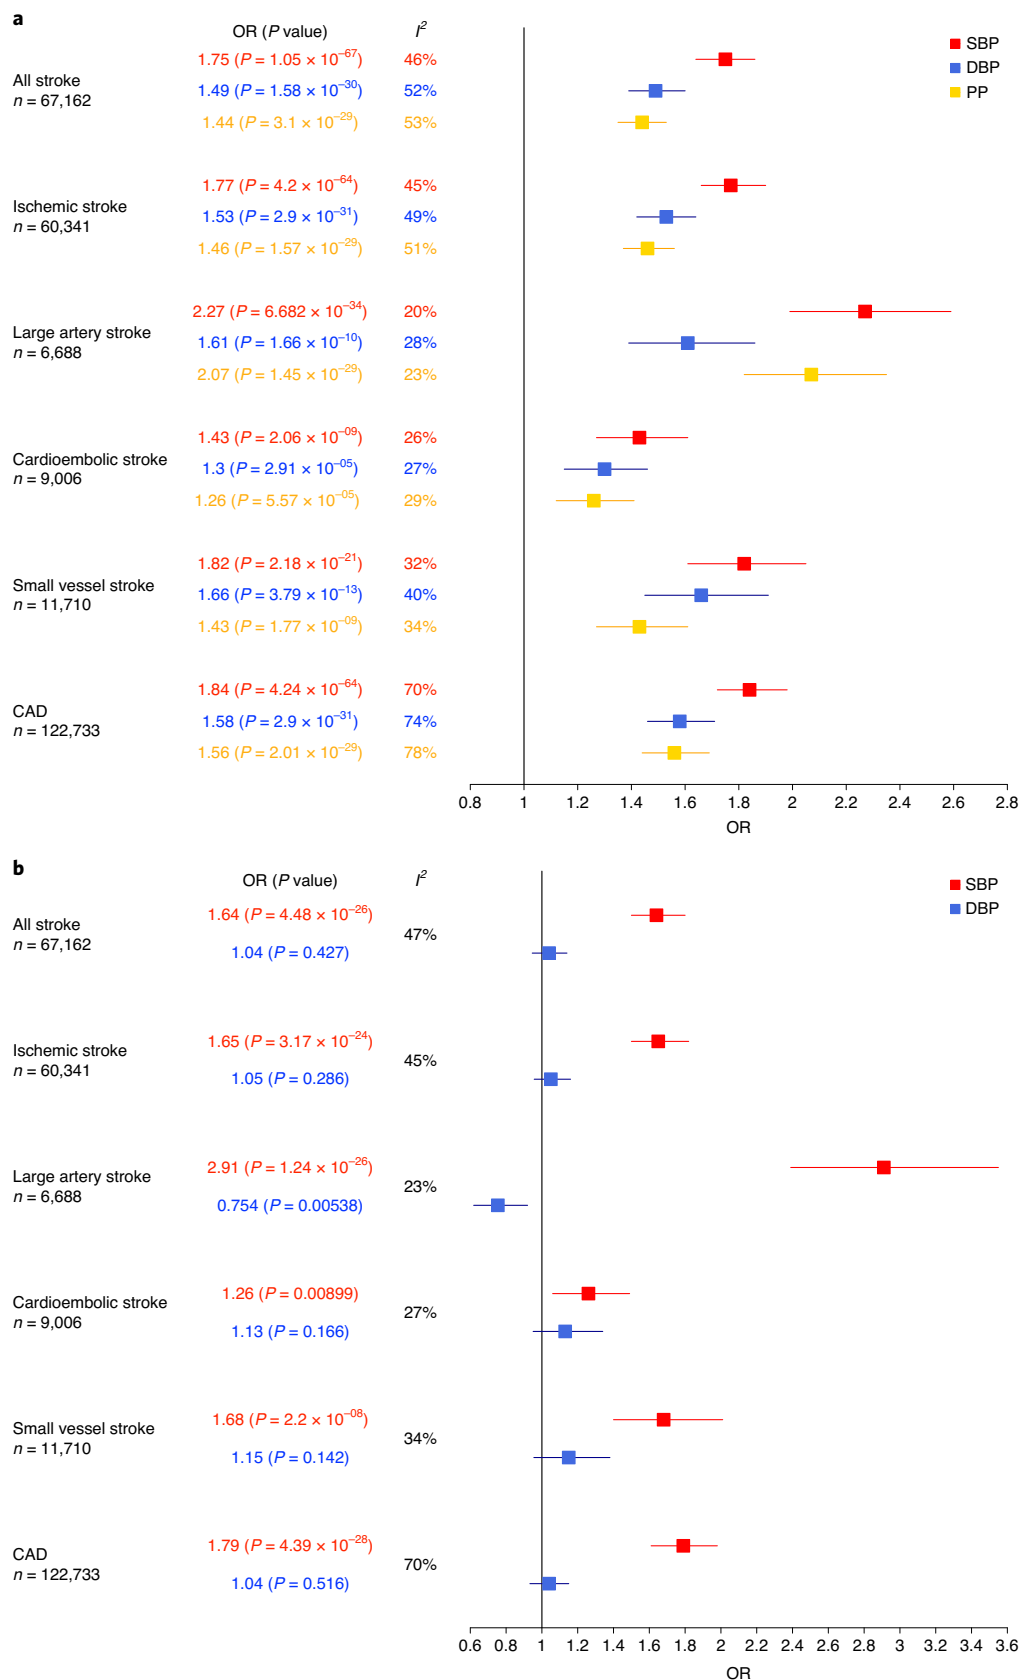 a
OR (P value) I²
SBP
DBP
PP
All stroke
n = 67,162
1.75 (P = 1.05 × 10⁻⁶⁷) 46%
1.49 (P = 1.58 × 10⁻³⁰) 52%
1.44 (P = 3.1 × 10⁻²⁹) 53%
Ischemic stroke
n = 60,341
1.77 (P = 4.2 × 10⁻⁶⁴) 45%
1.53 (P = 2.9 × 10⁻³¹) 49%
1.46 (P = 1.57 × 10⁻²⁹) 51%
Large artery stroke
n = 6,688
2.27 (P = 6.682 × 10⁻³⁴) 20%
1.61 (P = 1.66 × 10⁻¹⁰) 28%
2.07 (P = 1.45 × 10⁻²⁹) 23%
Cardioembolic stroke
n = 9,006
1.43 (P = 2.06 × 10⁻⁰⁹) 26%
1.3 (P = 2.91 × 10⁻⁰⁵) 27%
1.26 (P = 5.57 × 10⁻⁰⁵) 29%
Small vessel stroke
n = 11,710
1.82 (P = 2.18 × 10⁻²¹) 32%
1.66 (P = 3.79 × 10⁻¹³) 40%
1.43 (P = 1.77 × 10⁻⁰⁹) 34%
CAD
n = 122,733
1.84 (P = 4.24 × 10⁻⁶⁴) 70%
1.58 (P = 2.9 × 10⁻³¹) 74%
1.56 (P = 2.01 × 10⁻²⁹) 78%
0.8 1 1.2 1.4 1.6 1.8 2 2.2 2.4 2.6 2.8
OR
b
OR (P value) I²
SBP
DBP
All stroke
n = 67,162
1.64 (P = 4.48 × 10⁻²⁶)
47%
1.04 (P = 0.427)
Ischemic stroke
n = 60,341
1.65 (P = 3.17 × 10⁻²⁴)
45%
1.05 (P = 0.286)
Large artery stroke
n = 6,688
2.91 (P = 1.24 × 10⁻²⁶)
23%
0.754 (P = 0.00538)
Cardioembolic stroke
n = 9,006
1.26 (P = 0.00899)
27%
1.13 (P = 0.166)
Small vessel stroke
n = 11,710
1.68 (P = 2.2 × 10⁻⁰⁸)
34%
1.15 (P = 0.142)
CAD
n = 122,733
1.79 (P = 4.39 × 10⁻²⁸)
70%
1.04 (P = 0.516)
0.6 0.8 1 1.2 1.4 1.6 1.8 2 2.2 2.4 2.6 2.8 3 3.2 3.4 3.6
OR